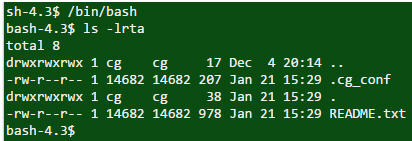 sh-4.3$ /bin/bash
bash-4.3$ ls -lrta
total 8
drwxrwxrwx 1 cg    cg     17 Dec  4 20:14 ..
-rw-r--r-- 1 14682 14682 207 Jan 21 15:29 .cg_conf
drwxrwxrwx 1 cg    cg     38 Jan 21 15:29 .
-rw-r--r-- 1 14682 14682 978 Jan 21 15:29 README.txt
bash-4.3$